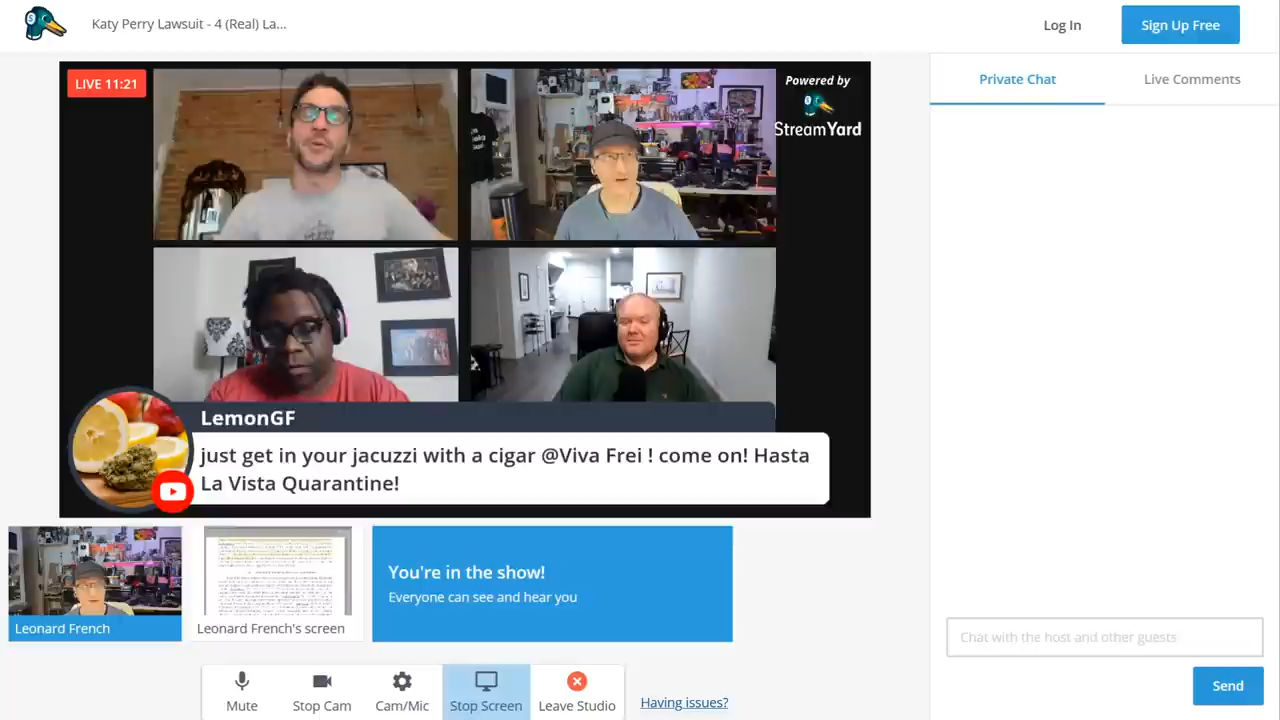 Katy Perry Lawsuit - 4 (Real) La...
Log In
Sign Up Free
LIVE 11:21
Powered by
StreamYard
Private Chat
Live Comments
LemonGF
just get in your jacuzzi with a cigar @Viva Frei ! come on! Hasta
La Vista Quarantine!
You're in the show!
Everyone can see and hear you
Leonard French
Leonard French's screen
Chat with the host and other guests
Send
Mute
Stop Cam
Cam/Mic
Stop Screen
Leave Studio
Having issues?